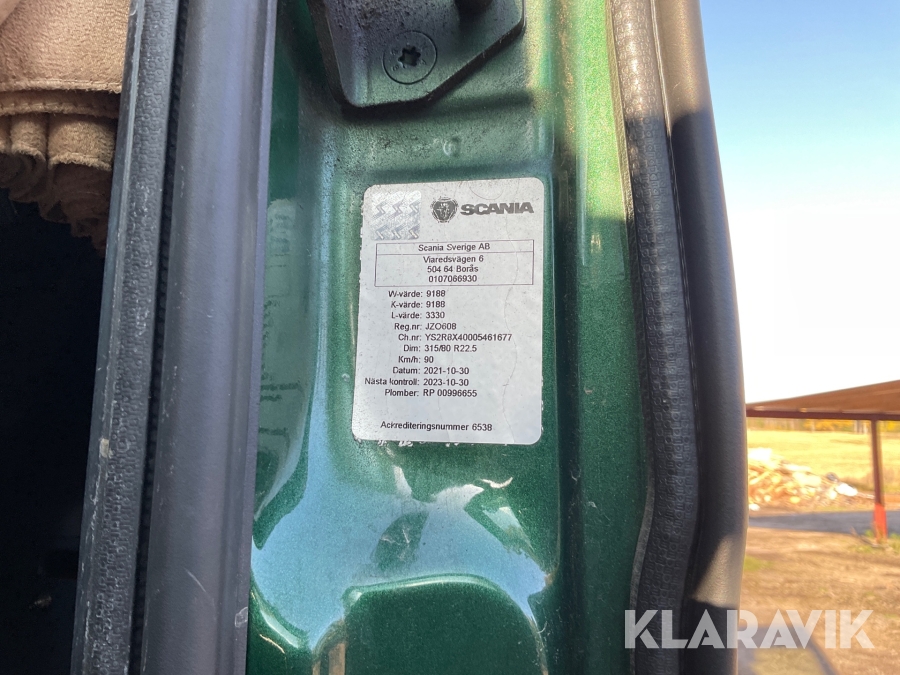 SCANIA
Scania Sverige AB
Viaredsvägen 6
504 64 Borås
0107066930
W-värde: 9188
K-värde: 9188
L-värde: 3330
Reg.nr: JZO608
Ch.nr: YS2R8X40005461677
Dim: 315/80 R22.5
Km/h: 90
Datum: 2021-10-30
Nästa kontroll: 2023-10-30
Plomber: RP 00996655
Ackrediteringsnummer 6538
KLARAVIK